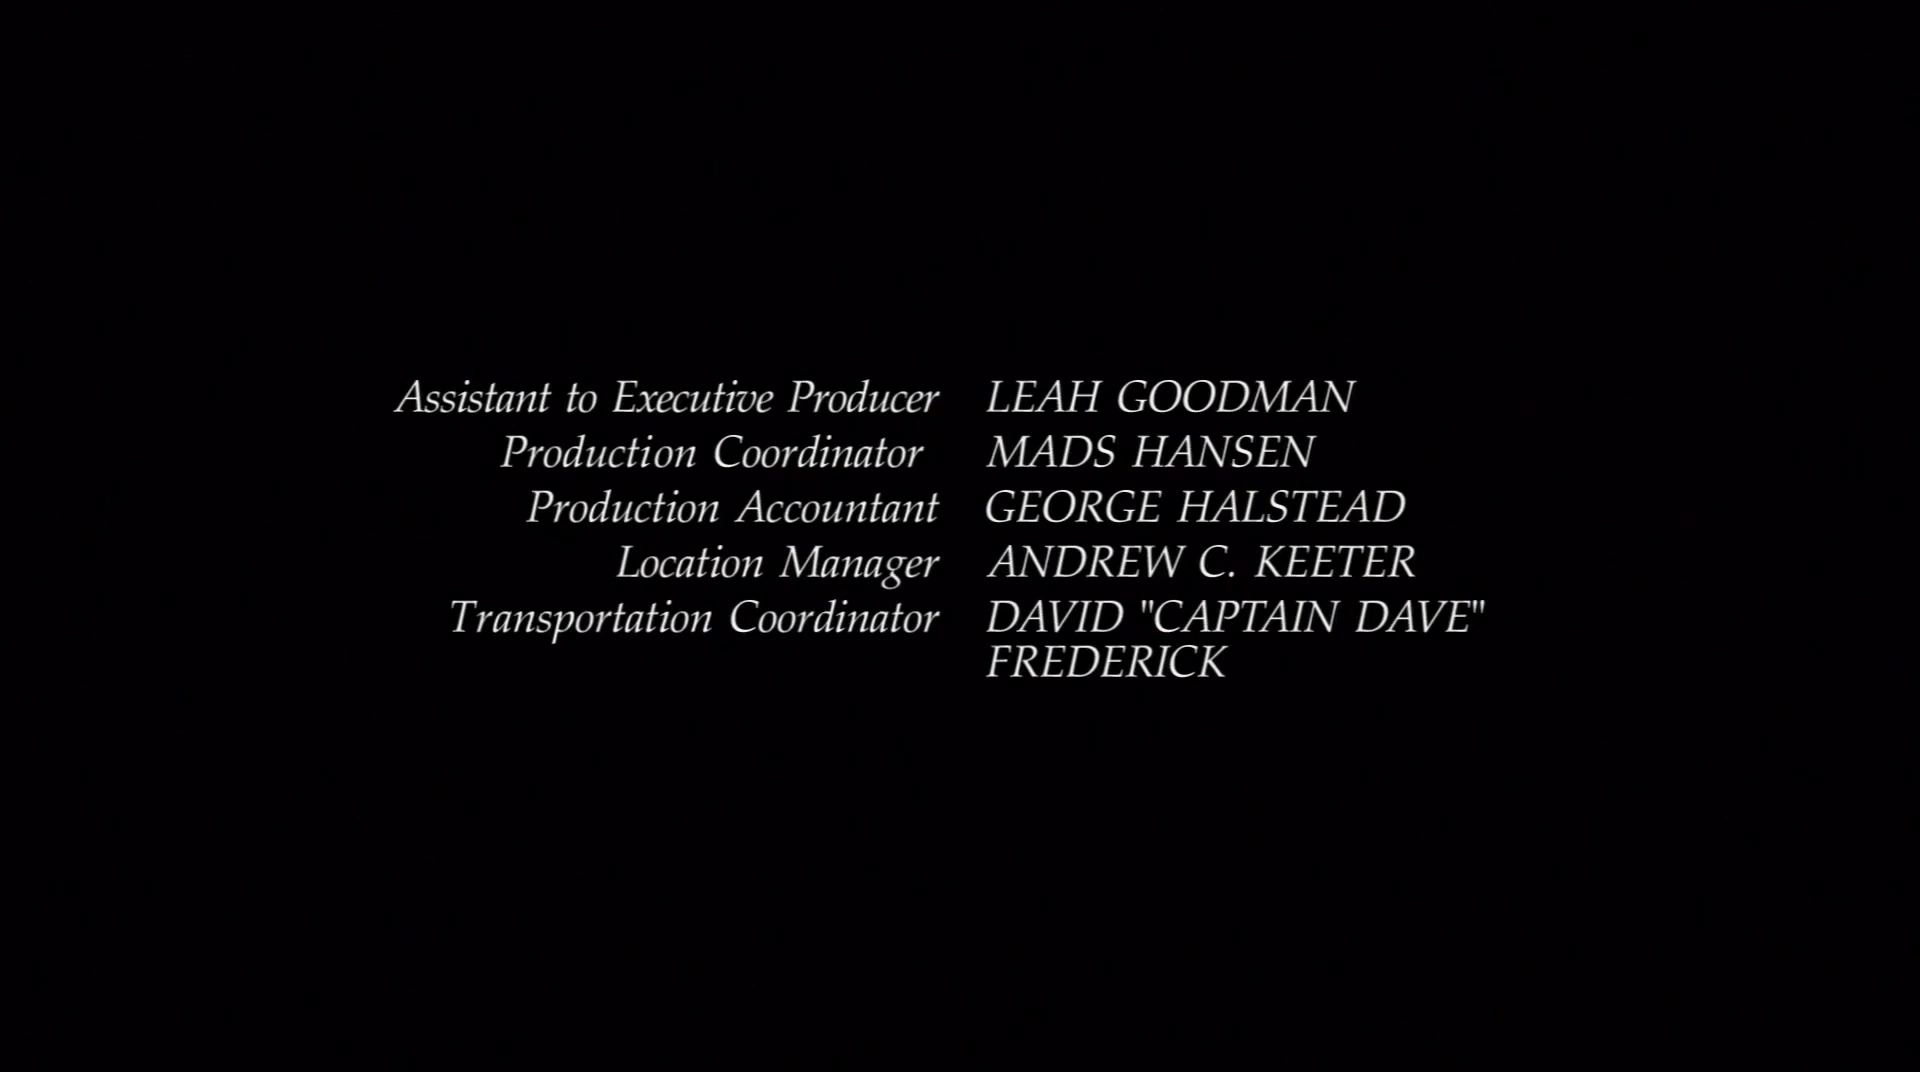 Assistant to Executive Producer LEAH GOODMAN
Production Coordinator MADS HANSEN
Production Accountant GEORGE HALSTEAD
Location Manager ANDREW C. KEETER
Transportation Coordinator DAVID "CAPTAIN DAVE"
FREDERICK